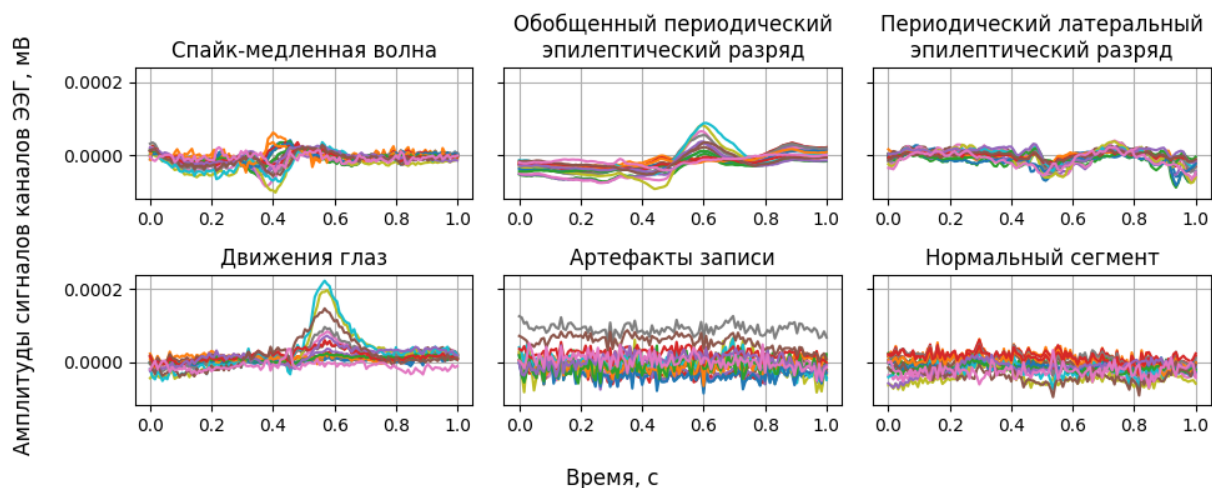 Амплитуды сигналов каналов ЭЭГ, мВ
Спайк-медленная волна
Обобщенный периодический
эпилептический разряд
Периодический латеральный
эпилептический разряд
0.0002
0.0000
0.0 0.2 0.4 0.6 0.8 1.0
0.0 0.2 0.4 0.6 0.8 1.0
0.0 0.2 0.4 0.6 0.8 1.0
Движения глаз
Артефакты записи
Нормальный сегмент
0.0002
0.0000
0.0 0.2 0.4 0.6 0.8 1.0
0.0 0.2 0.4 0.6 0.8 1.0
0.0 0.2 0.4 0.6 0.8 1.0
Время, с